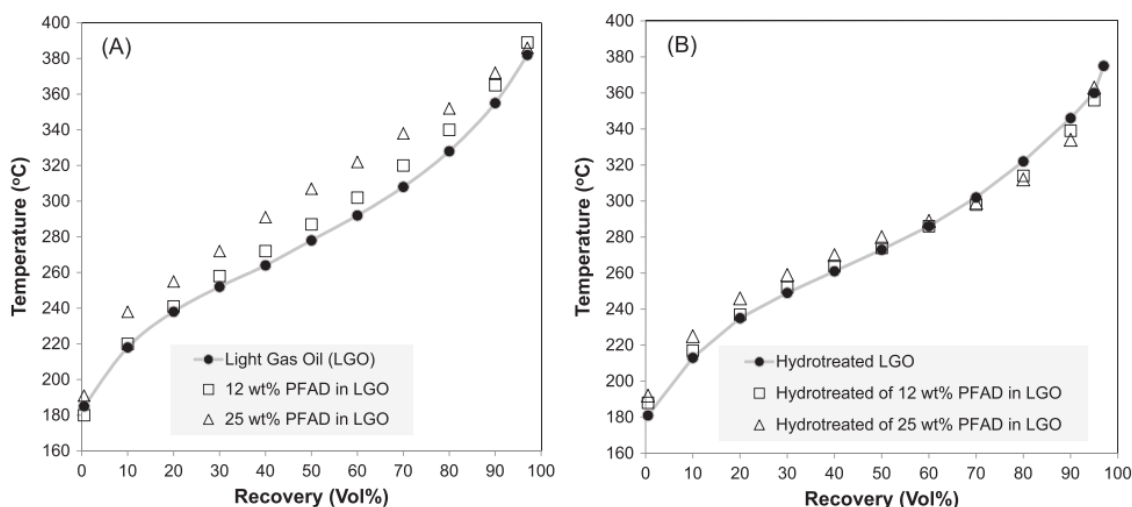 (A)
Temperature (°C)
400
380
360
340
320
300
280
260
240
220
200
180
160
Light Gas Oil (LGO)
12 wt% PFAD in LGO
25 wt% PFAD in LGO
0 10 20 30 40 50 60 70 80 90 100
Recovery (Vol%)
(B)
Temperature (°C)
400
380
360
340
320
300
280
260
240
220
200
180
160
Hydrotreated LGO
Hydrotreated of 12 wt% PFAD in LGO
Hydrotreated of 25 wt% PFAD in LGO
0 10 20 30 40 50 60 70 80 90 100
Recovery (Vol%)